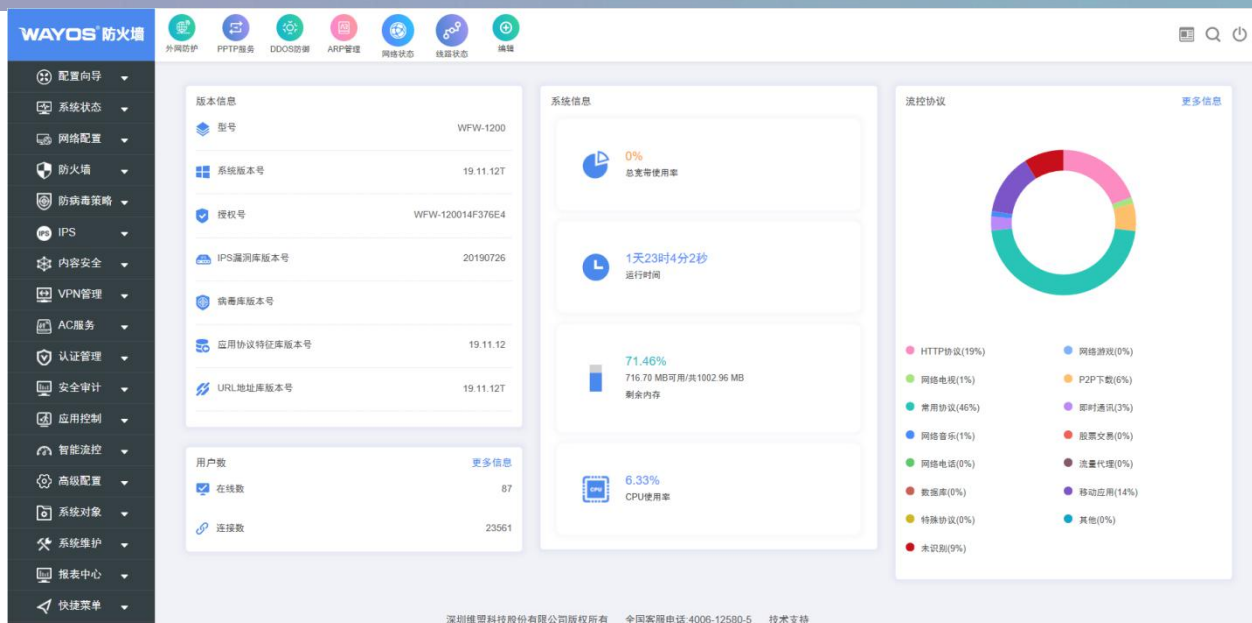 WAYOS 防火墙
外网防护 PPTP服务 DDOS防御 ARP管理 网络状态 线路状态 编辑
配置向导
系统状态
网络配置
防火墙
防病毒策略
IPS IPS
内容安全
VPN管理
AC服务
认证管理
安全审计
应用控制
智能流控
高级配置
系统对象
系统维护
报表中心
快捷菜单
版本信息
型号 WFW-1200
系统版本号 19.11.12T
授权号 WFW-120014F376E4
IPS漏洞库版本号 20190726
病毒库版本号
应用协议特征库版本号 19.11.12
URL地址库版本号 19.11.12T
用户数 更多信息
在线数 87
连接数 23561
系统信息
0%
总宽带使用率
1天23时4分2秒
运行时间
71.46%
716.70 MB可用/共1002.96 MB
剩余内存
CPU
6.33%
CPU使用率
流控协议 更多信息
HTTP协议(19%) 网络游戏(0%)
网络电视(1%) P2P下载(6%)
常用协议(46%) 即时通讯(3%)
网络音乐(1%) 股票交易(0%)
网络电话(0%) 流量代理(0%)
数据库(0%) 移动应用(14%)
特殊协议(0%) 其他(0%)
未识别(9%)
深圳维盟科技股份有限公司版权所有 全国客服电话:4006-12580-5 技术支持